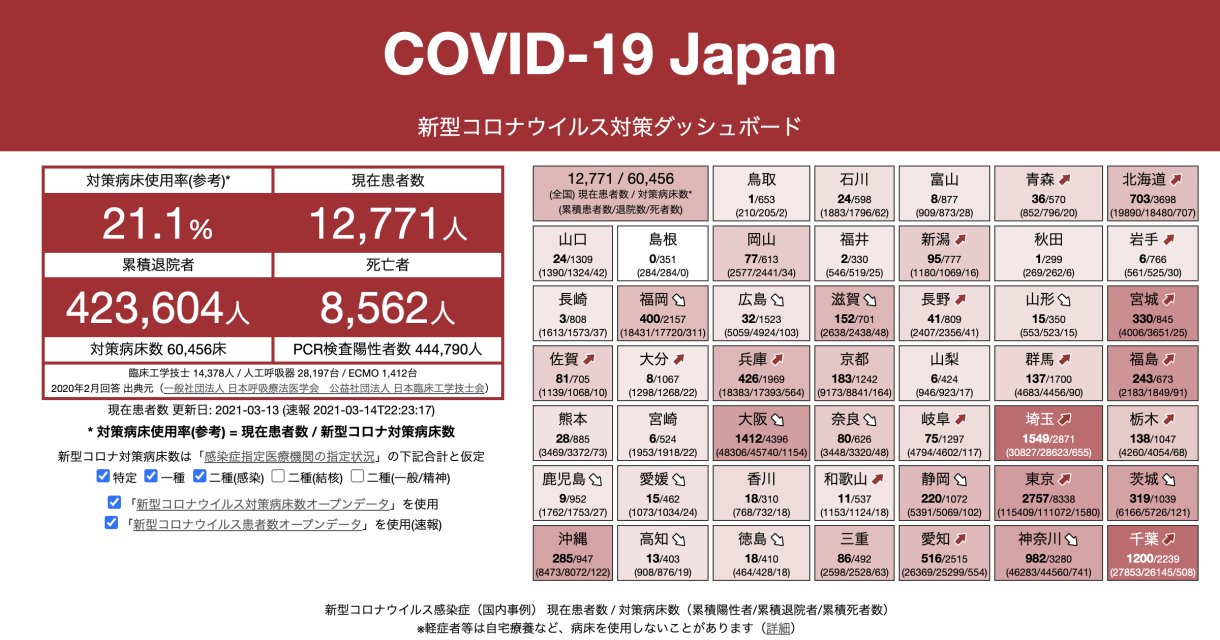 COVID-19 Japan
新型コロナウイルス対策ダッシュボード
対策病床使用率(参考)*
現在患者数
21.1%
12,771人
累積退院者
死亡者
423,604人
8,562人
対策病床数 60,456床
PCR検査陽性者数 444,790人
臨床工学技士 14,378人 / 人工呼吸器 28,197台 / ECMO 1,412台
2020年2月回答 出典元（一般社団法人 日本呼吸療法医学会　公益社団法人 日本臨床工学技士会）
現在患者数 更新日: 2021-03-13 (速報 2021-03-14T22:23:17)
* 対策病床使用率(参考) = 現在患者数 / 新型コロナ対策病床数
新型コロナ対策病床数は「感染症指定医療機関の指定状況」の下記合計と仮定
特定 一種 二種(感染) 二種(結核) 二種(一般/精神)
「新型コロナウイルス対策病床数オープンデータ」を使用
「新型コロナウイルス患者数オープンデータ」を使用(速報)
12,771 / 60,456
(全国) 現在患者数 / 対策病床数*
(累積患者数/退院数/死者数)
鳥取
1/653
(210/205/2)
石川
24/598
(1883/1796/62)
富山
8/877
(909/873/28)
青森
36/570
(852/796/20)
北海道
703/3698
(19890/18480/707)
山口
24/1309
(1390/1324/42)
島根
0/351
(284/284/0)
岡山
77/613
(2577/2441/34)
福井
2/330
(546/519/25)
新潟
95/777
(1180/1069/16)
秋田
1/299
(269/262/6)
岩手
6/766
(561/525/30)
長崎
3/808
(1613/1573/37)
福岡
400/2157
(18431/17720/311)
広島
32/1523
(5059/4924/103)
滋賀
152/701
(2638/2438/48)
長野
41/809
(2407/2356/41)
山形
15/350
(553/523/15)
宮城
330/845
(4006/3651/25)
佐賀
81/705
(1139/1068/10)
大分
8/1067
(1298/1268/22)
兵庫
426/1969
(18383/17393/564)
京都
183/1242
(9173/8841/164)
山梨
6/424
(946/923/17)
群馬
137/1700
(4683/4456/90)
福島
243/673
(2183/1849/91)
熊本
28/885
(3469/3372/73)
宮崎
6/524
(1953/1918/22)
大阪
1412/4396
(48306/45740/1154)
奈良
80/626
(3448/3320/48)
岐阜
75/1297
(4794/4602/117)
埼玉
1549/2871
(30827/28623/655)
栃木
138/1047
(4260/4054/68)
鹿児島
9/952
(1762/1753/27)
愛媛
15/462
(1073/1034/24)
香川
18/310
(768/732/18)
和歌山
11/537
(1153/1124/18)
静岡
220/1072
(5391/5069/102)
東京
2757/8338
(115409/111072/1580)
茨城
319/1039
(6166/5726/121)
沖縄
285/947
(8473/8072/122)
高知
13/403
(908/876/19)
徳島
18/410
(464/428/18)
三重
86/492
(2598/2528/63)
愛知
516/2515
(26369/25299/554)
神奈川
982/3280
(46283/44560/741)
千葉
1200/2239
(27853/26145/508)
新型コロナウイルス感染症（国内事例） 現在患者数 / 対策病床数（累積陽性者/累積退院者/累積死者数）
※軽症者等は自宅療養など、病床を使用しないことがあります（詳細）